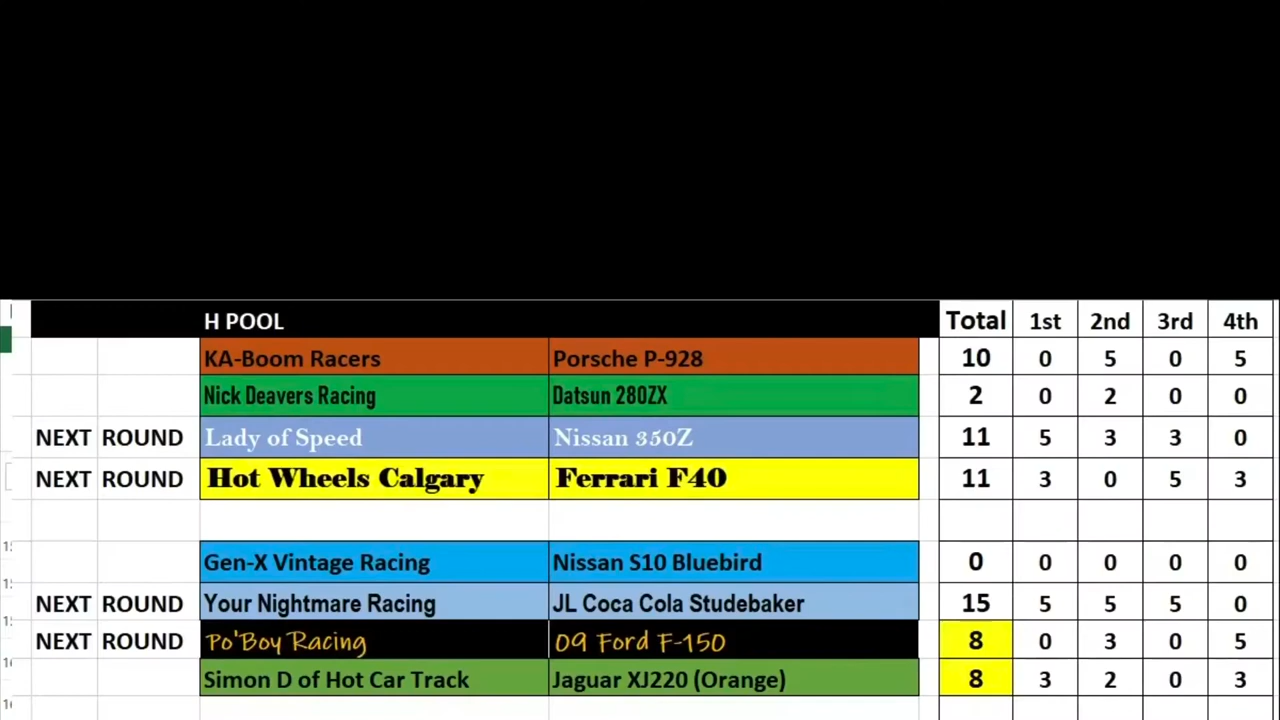 H POOL Total 1st 2nd 3rd 4th
KA-Boom Racers Porsche P-928 10 0 5 0 5
Nick Deavers Racing Datsun 280ZX 2 0 2 0 0
NEXT ROUND Lady of Speed Nissan 350Z 11 5 3 3 0
NEXT ROUND Hot Wheels Calgary Ferrari F40 11 3 0 5 3
Gen-X Vintage Racing Nissan S10 Bluebird 0 0 0 0 0
NEXT ROUND Your Nightmare Racing JL Coca Cola Studebaker 15 5 5 5 0
NEXT ROUND Po'Boy Racing 09 Ford F-150 8 0 3 0 5
Simon D of Hot Car Track Jaguar XJ220 (Orange) 8 3 2 0 3